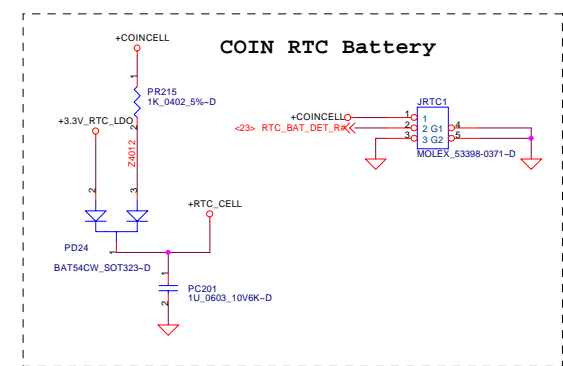 COIN RTC Battery
+COINCELL
1
PR215
1K_0402_5%~D
2
+3.3V_RTC_LDO
Z4012
2
3
PD24
1
BAT54CW_SOT323~D
+RTC_CELL
1
PC201
1U_0603_10V6K~D
2
JRTC1
+COINCELL
1
1
<23> RTC_BAT_DET_R#
2
2 G1
4
3
3 G2
5
MOLEX_53398-0371~D